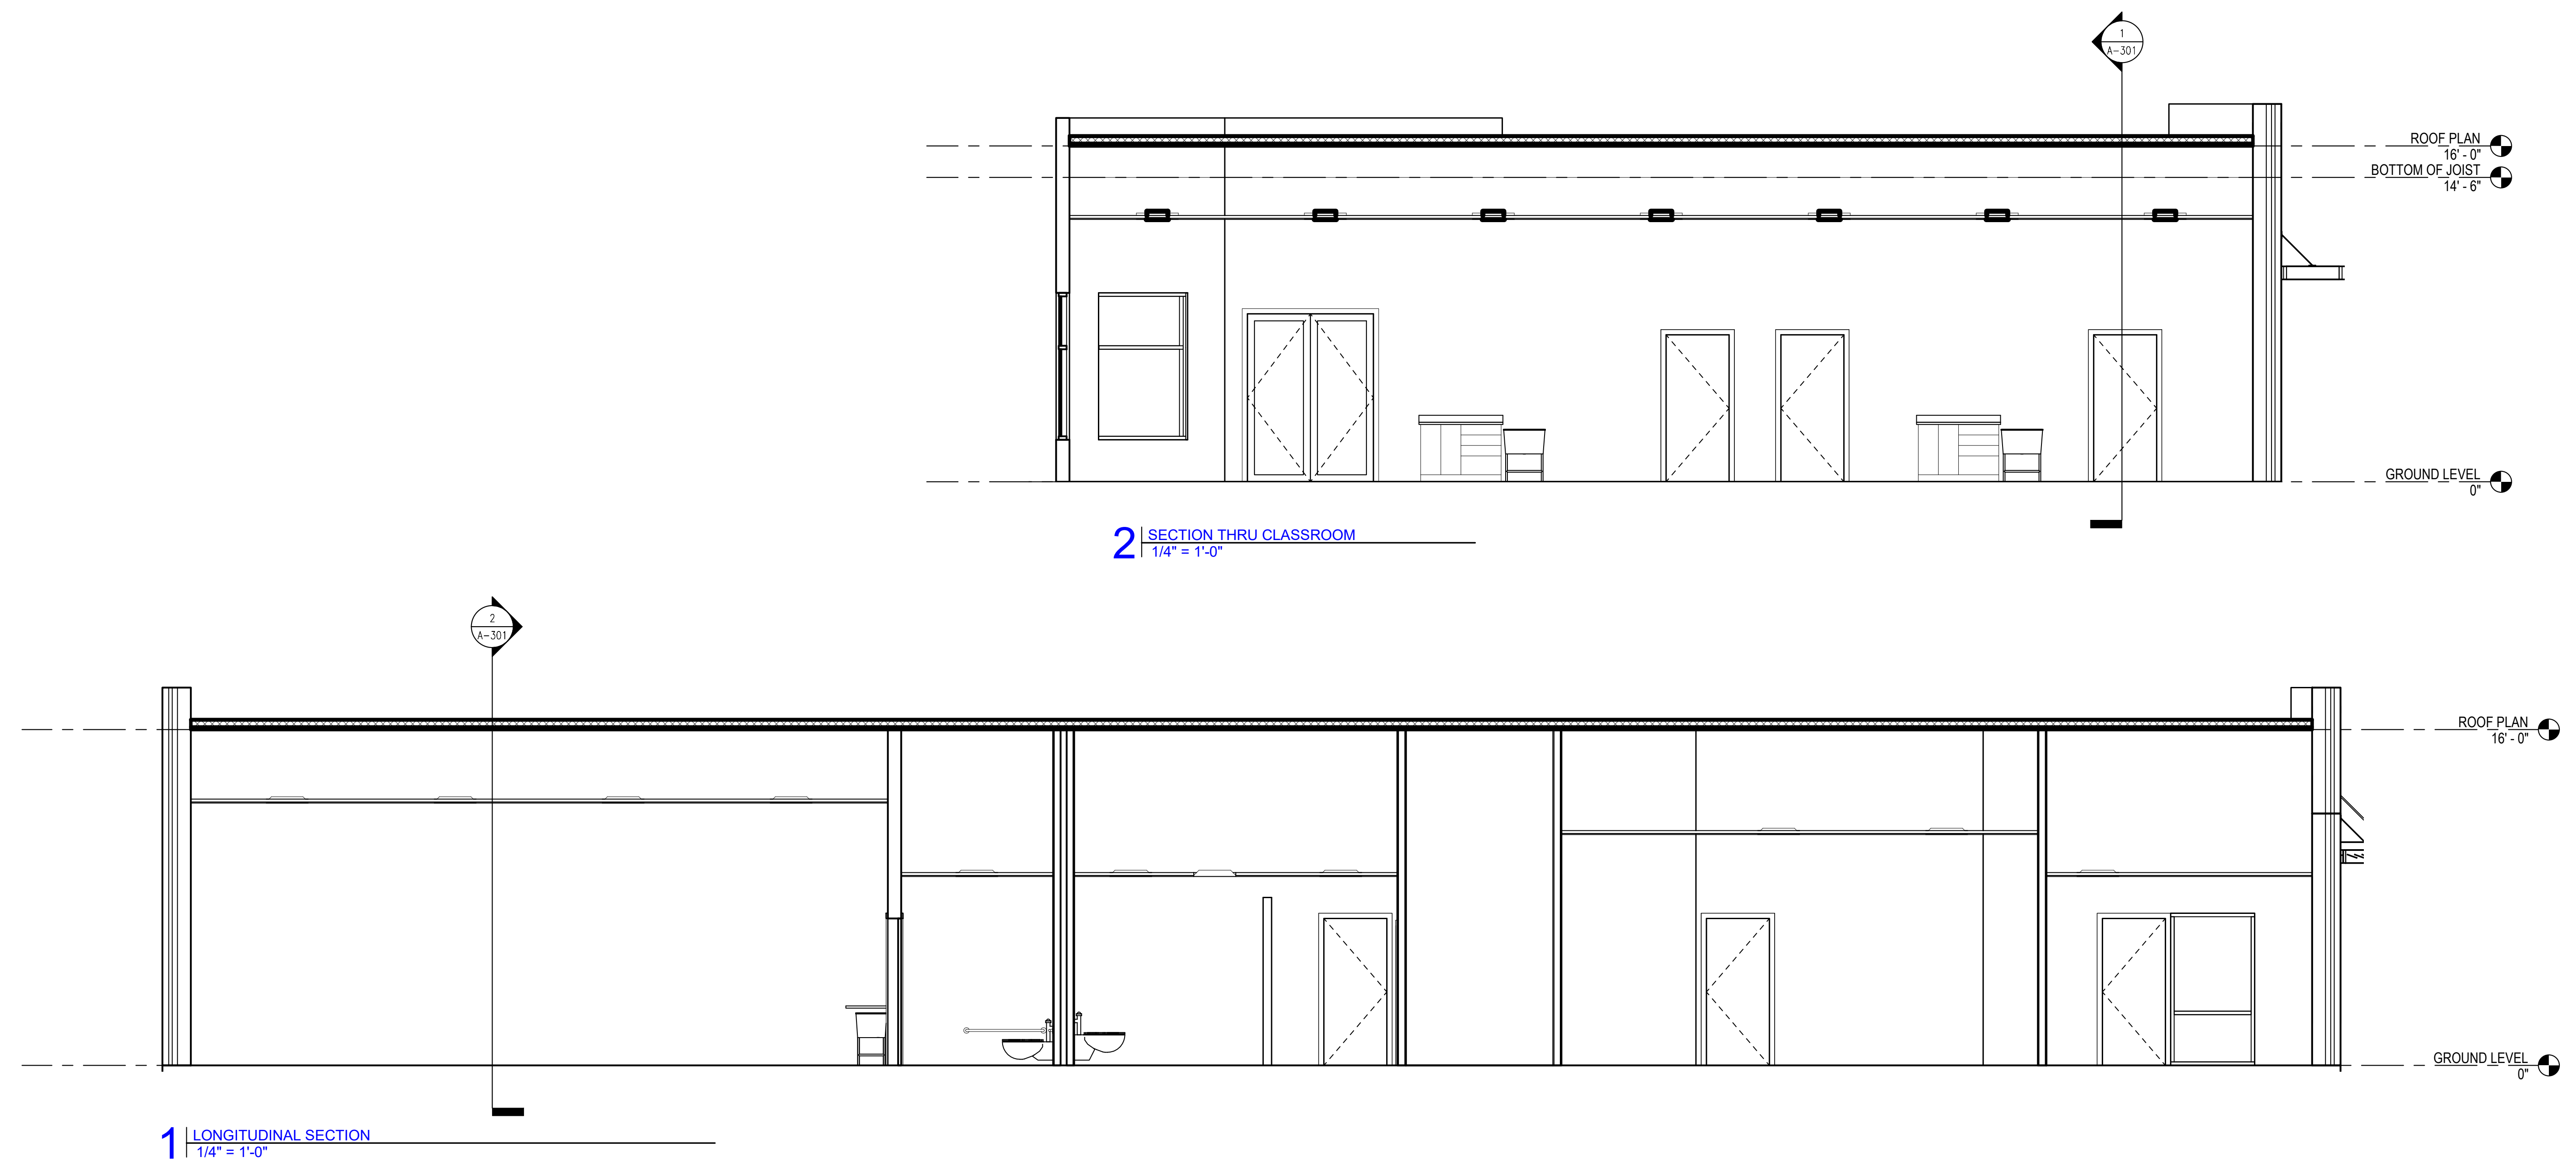 1
A-301
ROOF PLAN
16' - 0"
BOTTOM OF JOIST
14' - 6"
GROUND LEVEL
0"
2
SECTION THRU CLASSROOM
1/4" = 1'-0"
2
A-301
ROOF PLAN
16' - 0"
GROUND LEVEL
0"
1
LONGITUDINAL SECTION
1/4" = 1'-0"